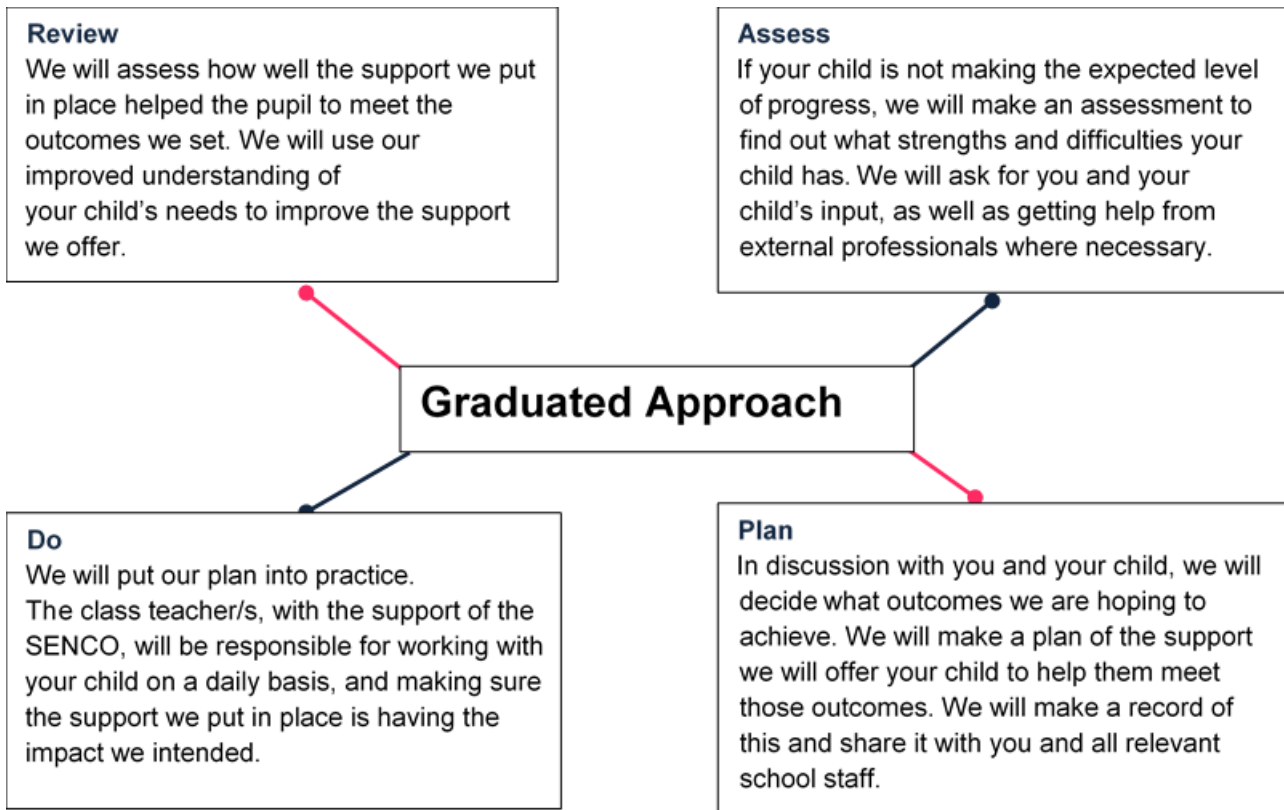 Review
We will assess how well the support we put
in place helped the pupil to meet the
outcomes we set. We will use our
improved understanding of
your child's needs to improve the support
we offer.
Assess
If your child is not making the expected level
of progress, we will make an assessment to
find out what strengths and difficulties your
child has. We will ask for you and your
child's input, as well as getting help from
external professionals where necessary.
Graduated Approach
Do
We will put our plan into practice.
The class teacher/s, with the support of the
SENCO, will be responsible for working with
your child on a daily basis, and making sure
the support we put in place is having the
impact we intended.
Plan
In discussion with you and your child, we will
decide what outcomes we are hoping to
achieve. We will make a plan of the support
we will offer your child to help them meet
those outcomes. We will make a record of
this and share it with you and all relevant
school staff.